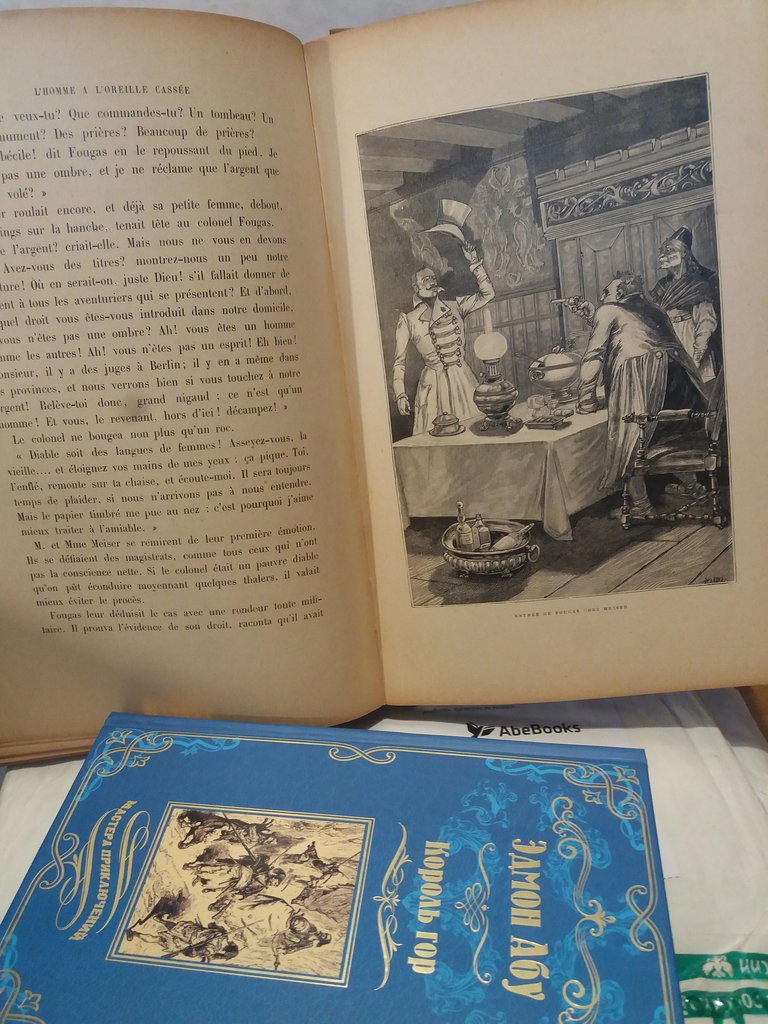 L'HOMME A L'OREILLE CASSÉE
veux-tu? Que commandes-tu? Un tombeau? Un
Des prières? Beaucoup de prières?
dit Fougas en le repoussant du pied. Je
pas une ombre, et je ne réclame que l'argent que
volé? »
roulait encore, et déjà sa petite femme, debout,
sur la hanche, tenait tête au colonel Fougas.
l'argent? criait-elle. Mais nous ne vous en devons
Avez-vous des titres? montrez-nous un peu notre
Où en serait-on, juste Dieu! s'il fallait donner de
à tous les aventuriers qui se présentent? Et d'abord,
droit vous êtes-vous introduit dans notre domicile,
vous n'êtes pas une ombre? Ah! vous êtes un homme
les autres! Ah! vous n'êtes pas un esprit! Eh bien!
il y a des juges à Berlin; il y en a même dans
provinces, et nous verrons bien si vous touchez à notre
Relève-toi donc, grand nigaud : ce n'est qu'un
homme! Et vous, le revenant, hors d'ici! décampez! »
Le colonel ne bougea non plus qu'un roc.
« Diable soit des langues de femmes! Asseyez-vous, la
vieille.... et éloignez vos mains de mes yeux : ça pique. Toi,
l'enflé, remonte sur ta chaise, et écoute-moi. Il sera toujours
temps de plaider, si nous n'arrivons pas à nous entendre.
Mais le papier timbré me pue au nez : c'est pourquoi j'aime
mieux traiter à l'amiable. »
M. et Mme Meiser se remirent de leur première émotion.
Ils se défiaient des magistrats, comme tous ceux qui n'ont
pas la conscience nette. Si le colonel était un pauvre diable
qu'on pût éconduire moyennant quelques thalers, il valait
mieux éviter le procès.
Fougas leur déduisit le cas avec une rondeur toute mili-
taire. Il prouva l'évidence de son droit, raconta qu'il avait
ENTRÉE DE FOUGAS CHEZ MEISER
AbeBooks
Эдмон Абу
Король гор
МАСТЕРА ПРИКЛЮЧЕНИЙ